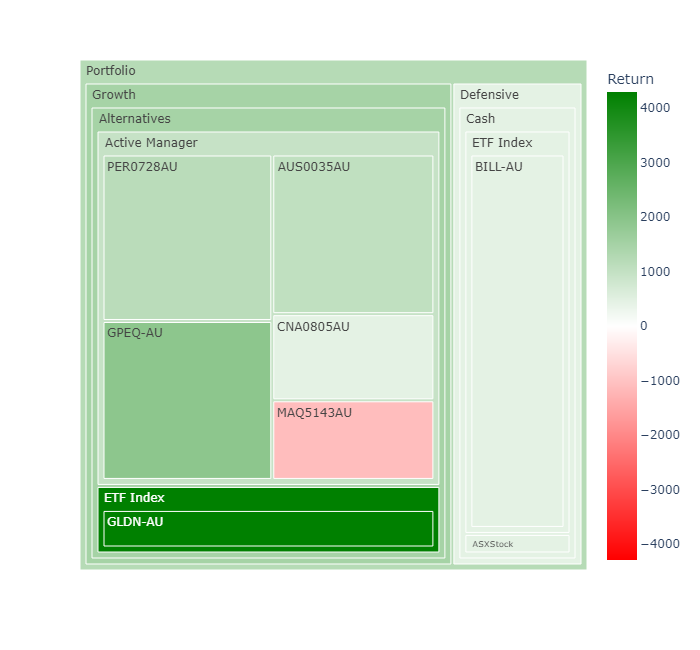 Portfolio
Growth
Alternatives
Active Manager
PER0728AU
AUS0035AU
GPEQ-AU
CNA0805AU
MAQ5143AU
ETF Index
GLDN-AU
Defensive
Cash
ETF Index
BILL-AU
ASXStock
Return
4000
3000
2000
1000
0
−1000
−2000
−3000
−4000